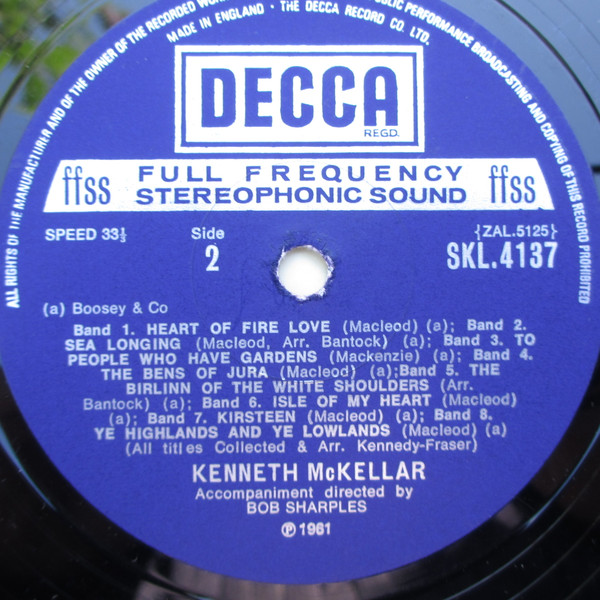 ALL RIGHTS OF THE MANUFACTURER AND OF THE OWNER OF THE RECORDED WORK
PUBLIC PERFORMANCE BROADCASTING AND COPYING OF THIS RECORD PROHIBITED
MADE IN ENGLAND • THE DECCA RECORD CO. LTD.
DECCA
REGD.
ffss FULL FREQUENCY ffss
STEREOPHONIC SOUND
SPEED 33⅓ Side {ZAL.5125}
2 SKL.4137
(a) Boosey & Co
Band 1. HEART OF FIRE LOVE (Macleod) (a); Band 2.
SEA LONGING (Macleod, Arr. Bantock) (a); Band 3. TO
PEOPLE WHO HAVE GARDENS (Mackenzie) (a); Band 4.
THE BENS OF JURA (Macleod) (a);Band 5. THE
BIRLINN OF THE WHITE SHOULDERS (Arr.
Bantock) (a); Band 6. ISLE OF MY HEART (Macleod)
(a); Band 7. KIRSTEEN (Macleod) (a); Band 8.
YE HIGHLANDS AND YE LOWLANDS (Macleod) (a)
(All titles Collected & Arr. Kennedy-Fraser)
KENNETH McKELLAR
Accompaniment directed by
BOB SHARPLES
℗ 1961